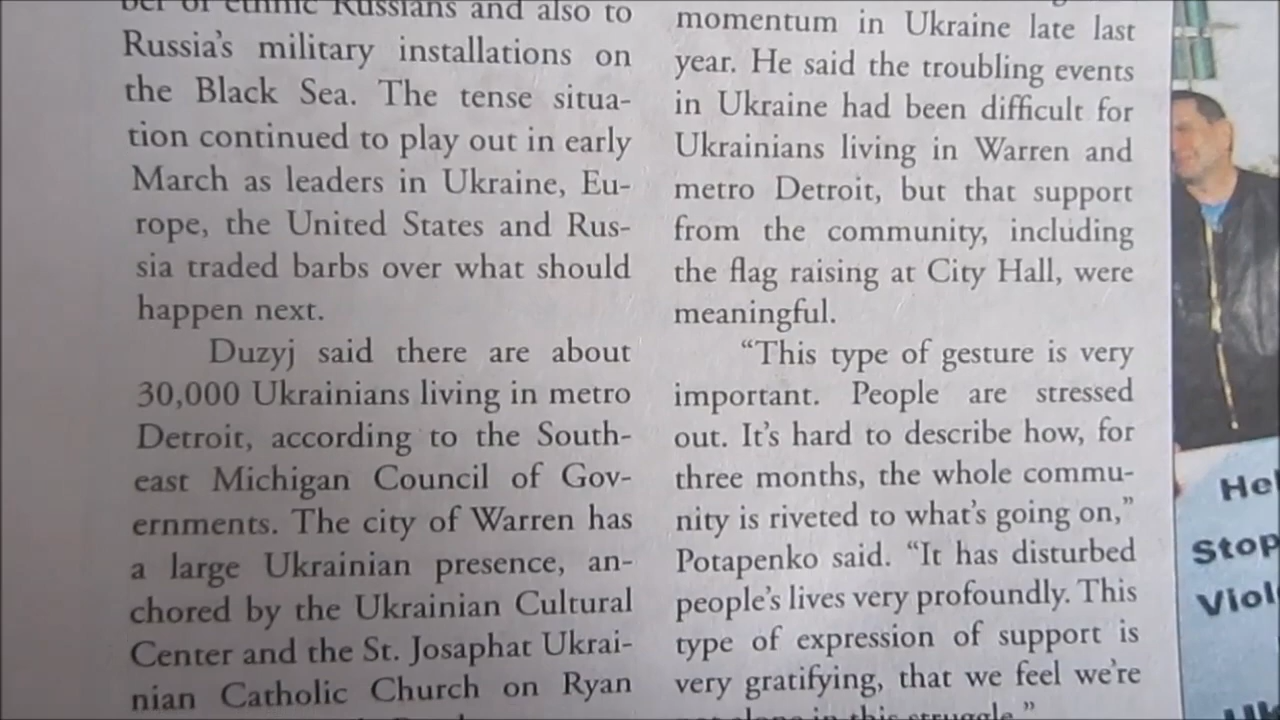 of ethnic Russians and also to
Russia's military installations on
the Black Sea. The tense situa-
tion continued to play out in early
March as leaders in Ukraine, Eu-
rope, the United States and Rus-
sia traded barbs over what should
happen next.
Duzyj said there are about
30,000 Ukrainians living in metro
Detroit, according to the South-
east Michigan Council of Gov-
ernments. The city of Warren has
a large Ukrainian presence, an-
chored by the Ukrainian Cultural
Center and the St. Josaphat Ukrai-
nian Catholic Church on Ryan
momentum in Ukraine late last
year. He said the troubling events
in Ukraine had been difficult for
Ukrainians living in Warren and
metro Detroit, but that support
from the community, including
the flag raising at City Hall, were
meaningful.
“This type of gesture is very
important. People are stressed
out. It's hard to describe how, for
three months, the whole commu-
nity is riveted to what's going on,”
Potapenko said. “It has disturbed
people's lives very profoundly. This
type of expression of support is
very gratifying, that we feel we're
alone in this struggle.”
Stop